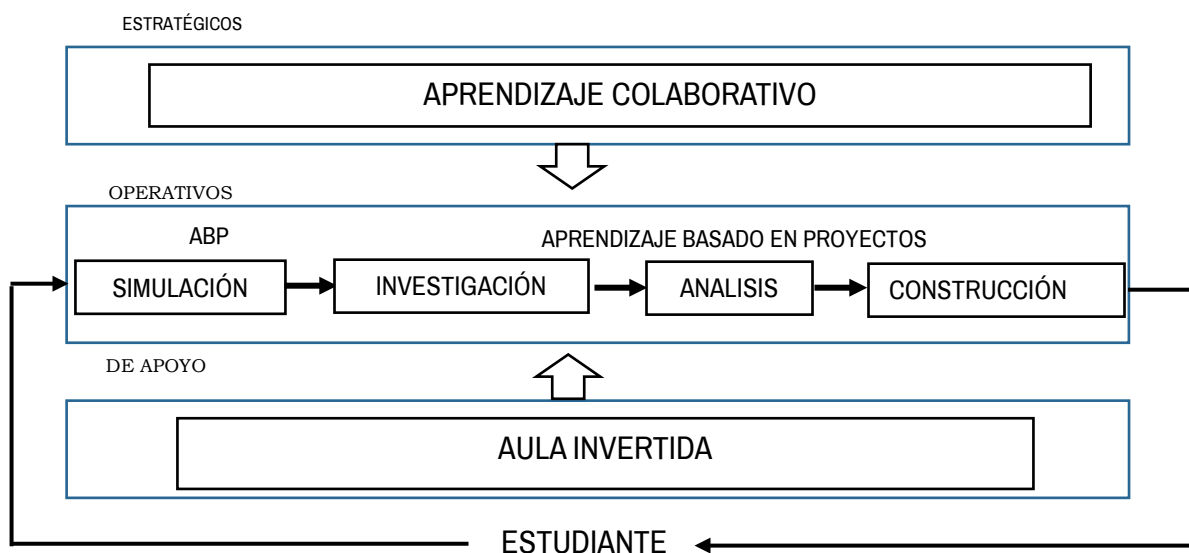 ESTRATÉGICOS
APRENDIZAJE COLABORATIVO
OPERATIVOS
ABP
APRENDIZAJE BASADO EN PROYECTOS
SIMULACIÓN
INVESTIGACIÓN
ANALISIS
CONSTRUCCIÓN
DE APOYO
AULA INVERTIDA
ESTUDIANTE